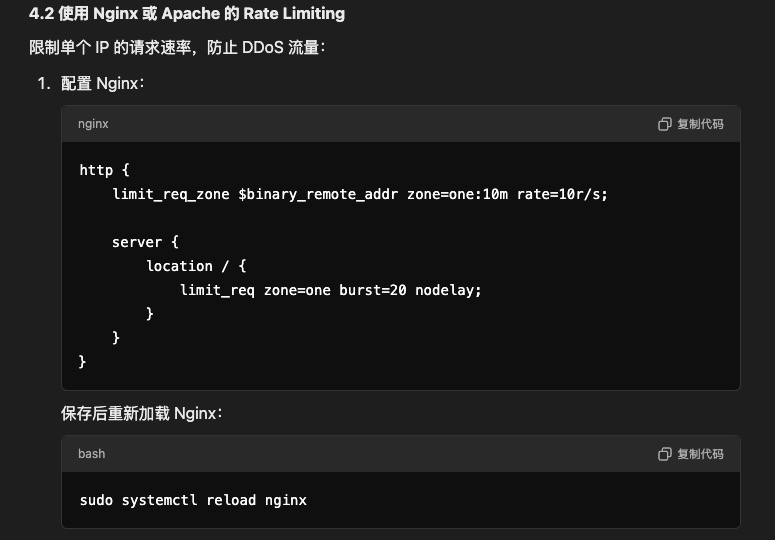 4.2 使用 Nginx 或 Apache 的 Rate Limiting
限制单个 IP 的请求速率，防止 DDoS 流量：
1. 配置 Nginx：
nginx
复制代码
http {
    limit_req_zone $binary_remote_addr zone=one:10m rate=10r/s;

    server {
        location / {
            limit_req zone=one burst=20 nodelay;
        }
    }
}
保存后重新加载 Nginx：
bash
复制代码
sudo systemctl reload nginx